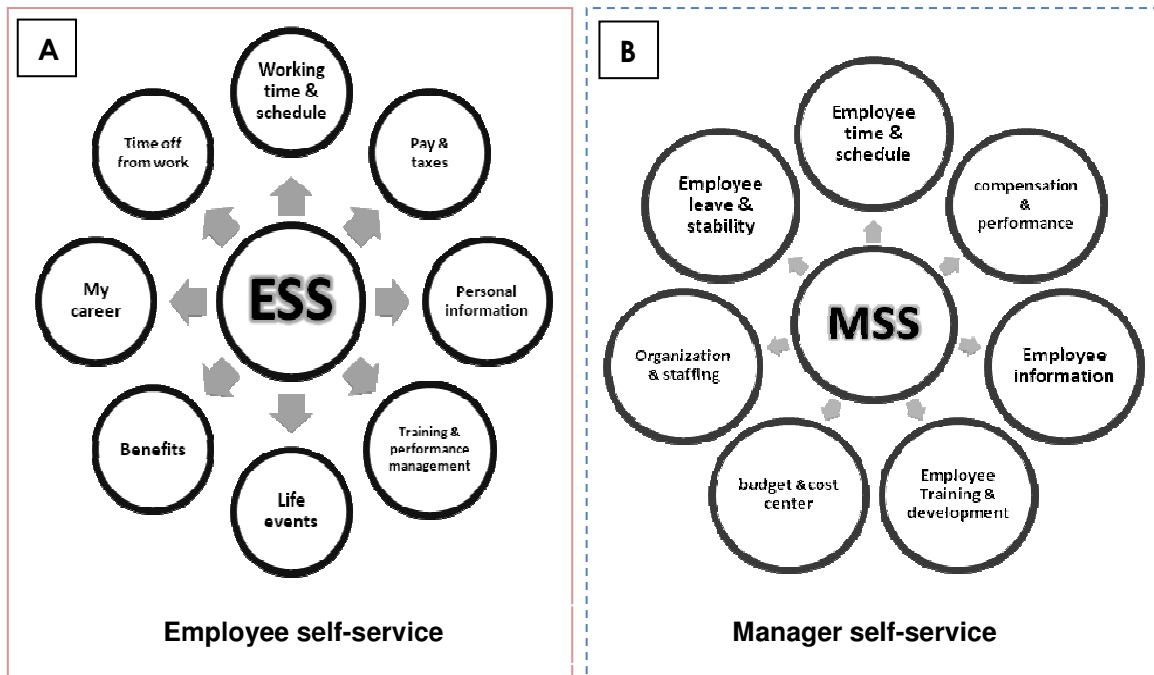 A
Working
time &
schedule
Pay &
taxes
Personal
information
Training &
performance
management
Life
events
Benefits
My
career
Time off
from work
ESS
Employee self-service
B
Employee
time &
schedule
compensation
&
performance
Employee
information
Employee
Training &
development
budget & cost
center
Organization
& staffing
Employee
leave &
stability
MSS
Manager self-service